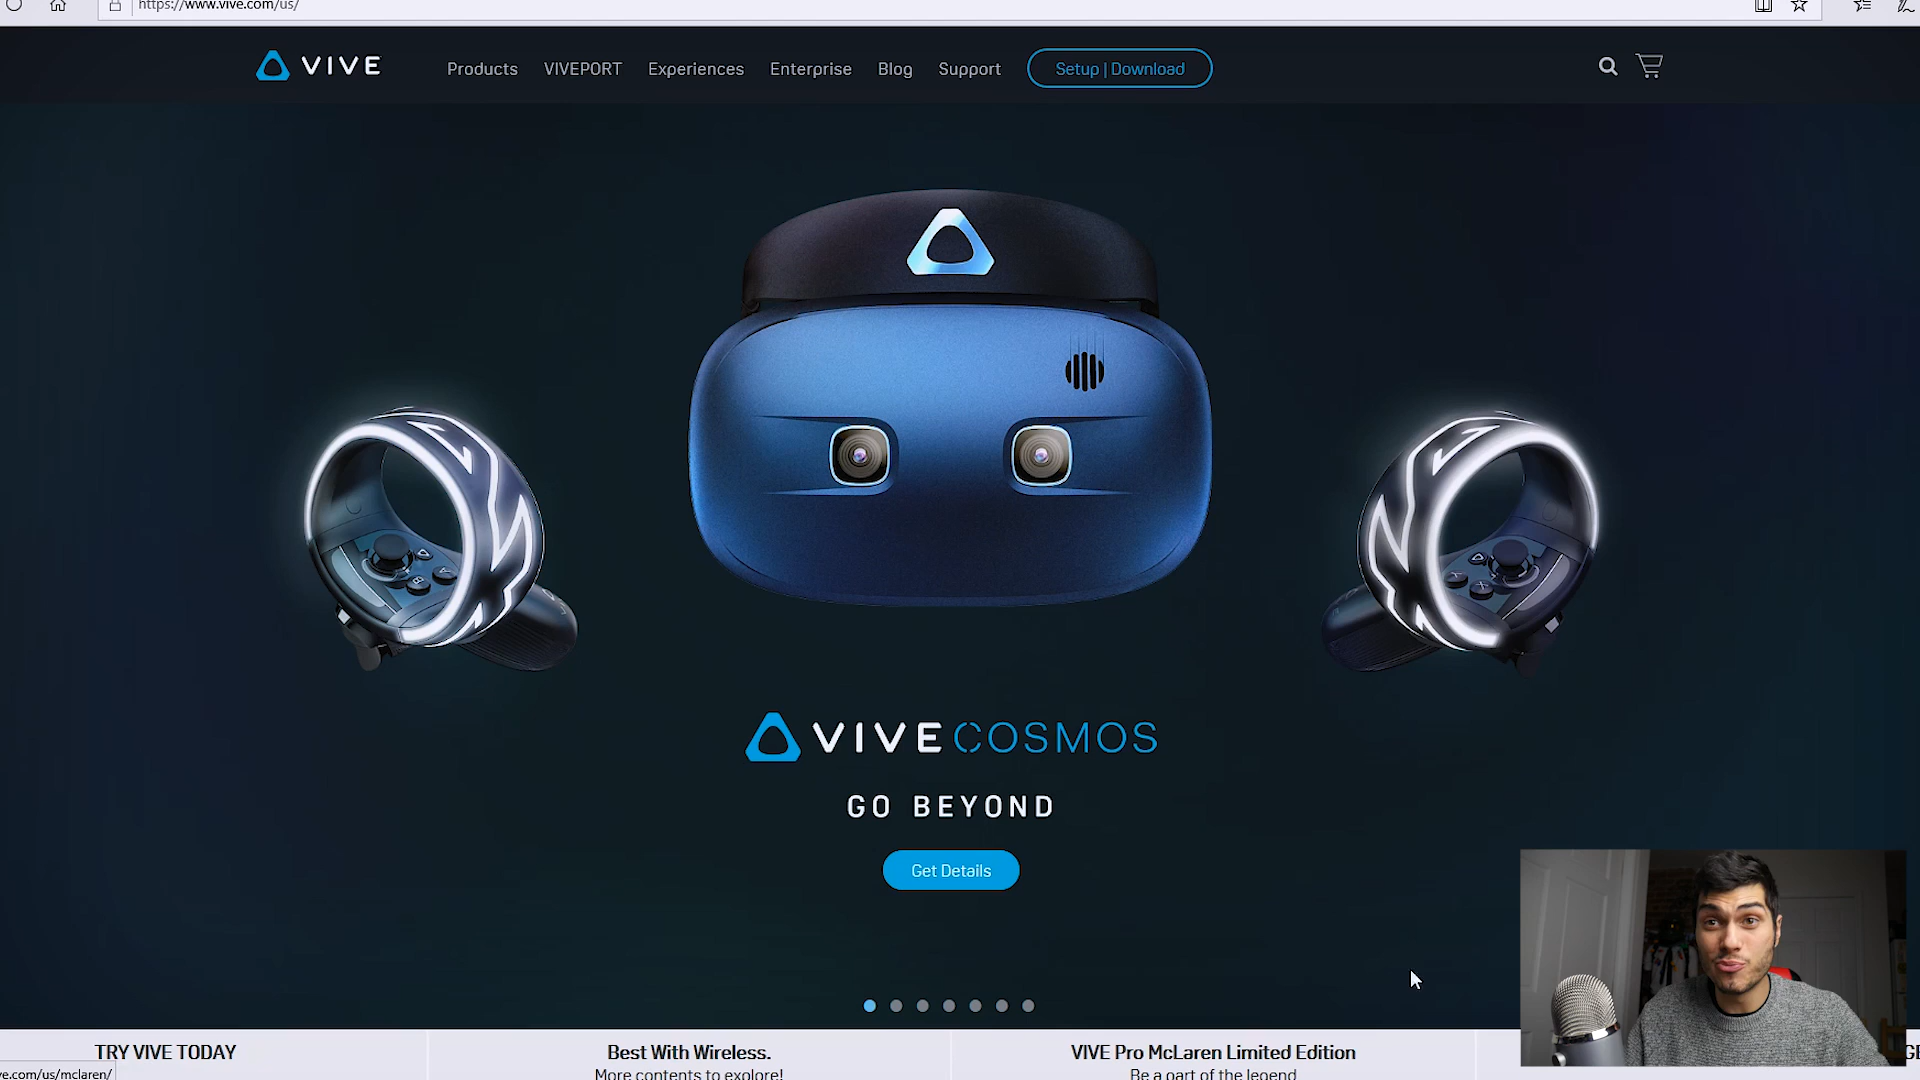 https://www.vive.com/us/
VIVE
Products
VIVEPORT
Experiences
Enterprise
Blog
Support
Setup | Download
VIVE COSMOS
GO BEYOND
Get Details
TRY VIVE TODAY
Best With Wireless.
More contents to explore!
VIVE Pro McLaren Limited Edition
Be a part of the legend
ve.com/us/mclaren/